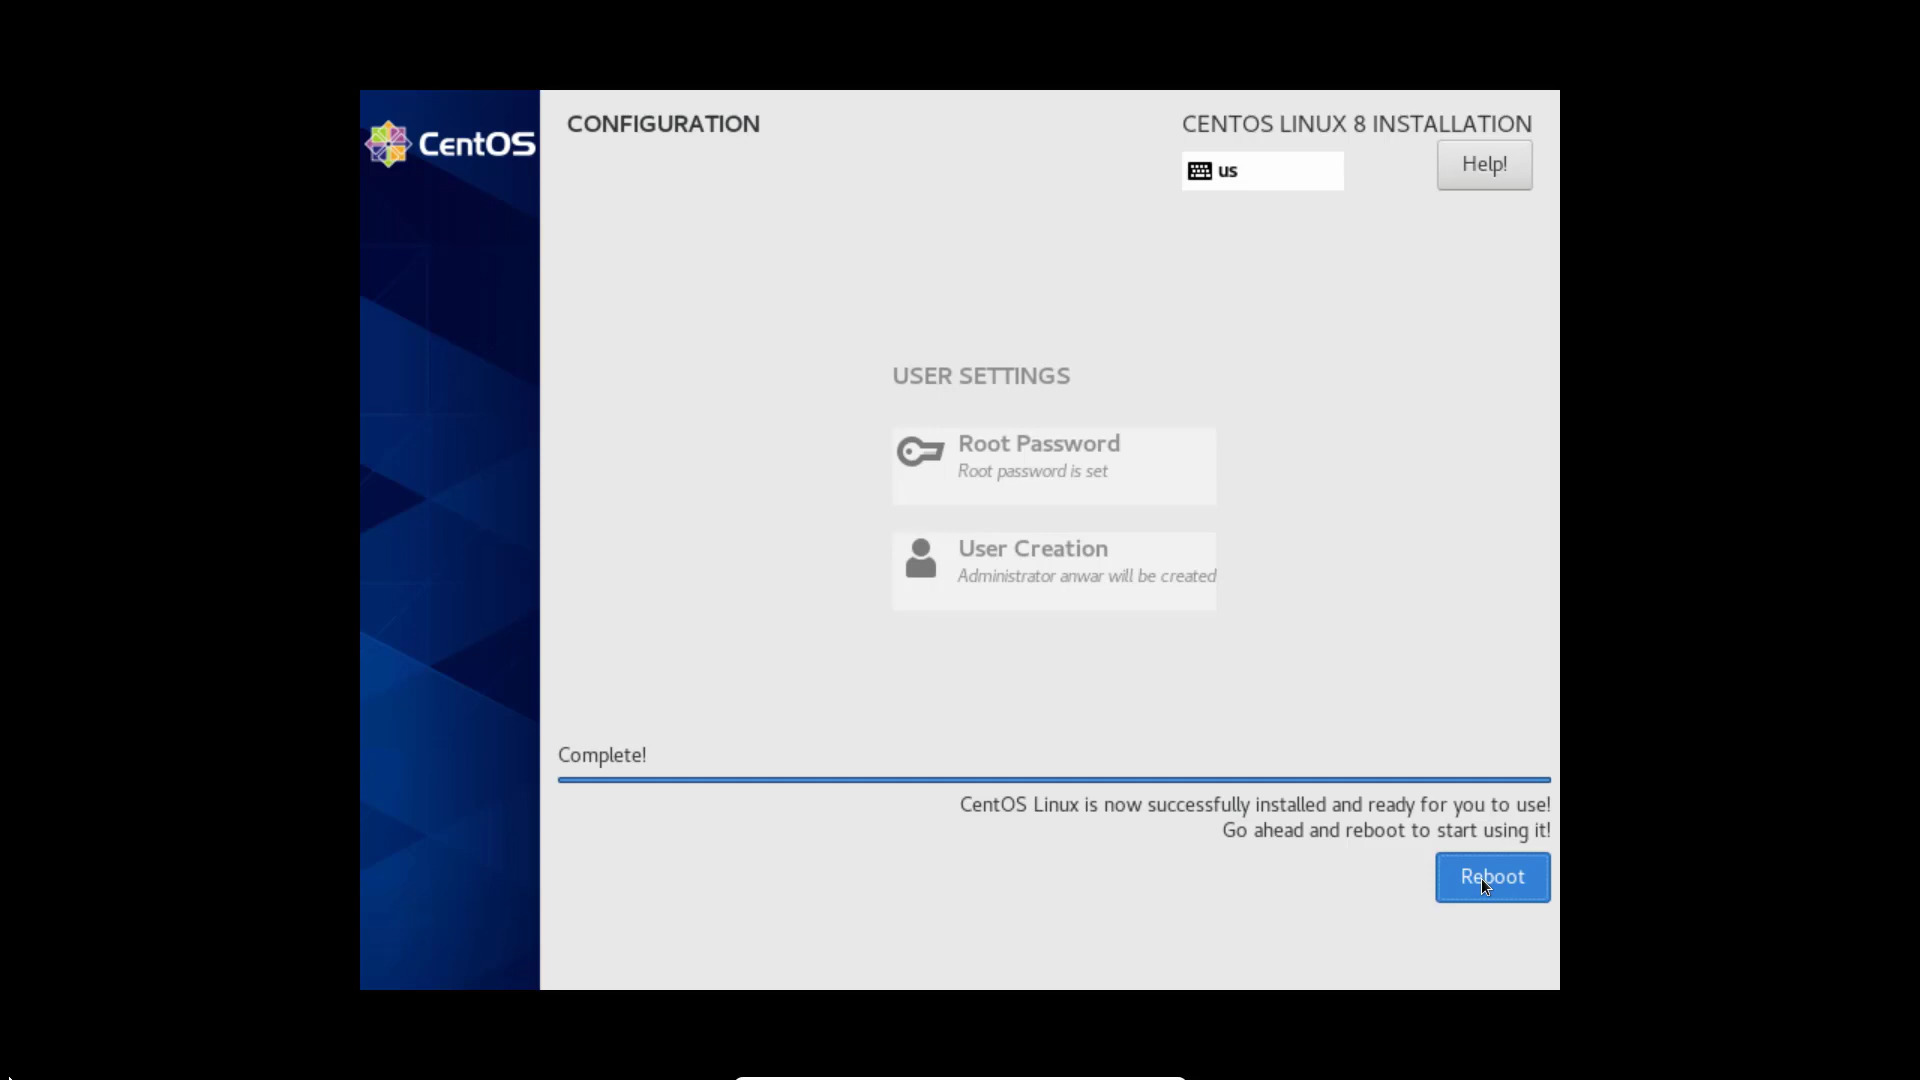 CentOS
CONFIGURATION
CENTOS LINUX 8 INSTALLATION
us
Help!
USER SETTINGS
Root Password
Root password is set
User Creation
Administrator anwar will be created
Complete!
CentOS Linux is now successfully installed and ready for you to use!
Go ahead and reboot to start using it!
Reboot